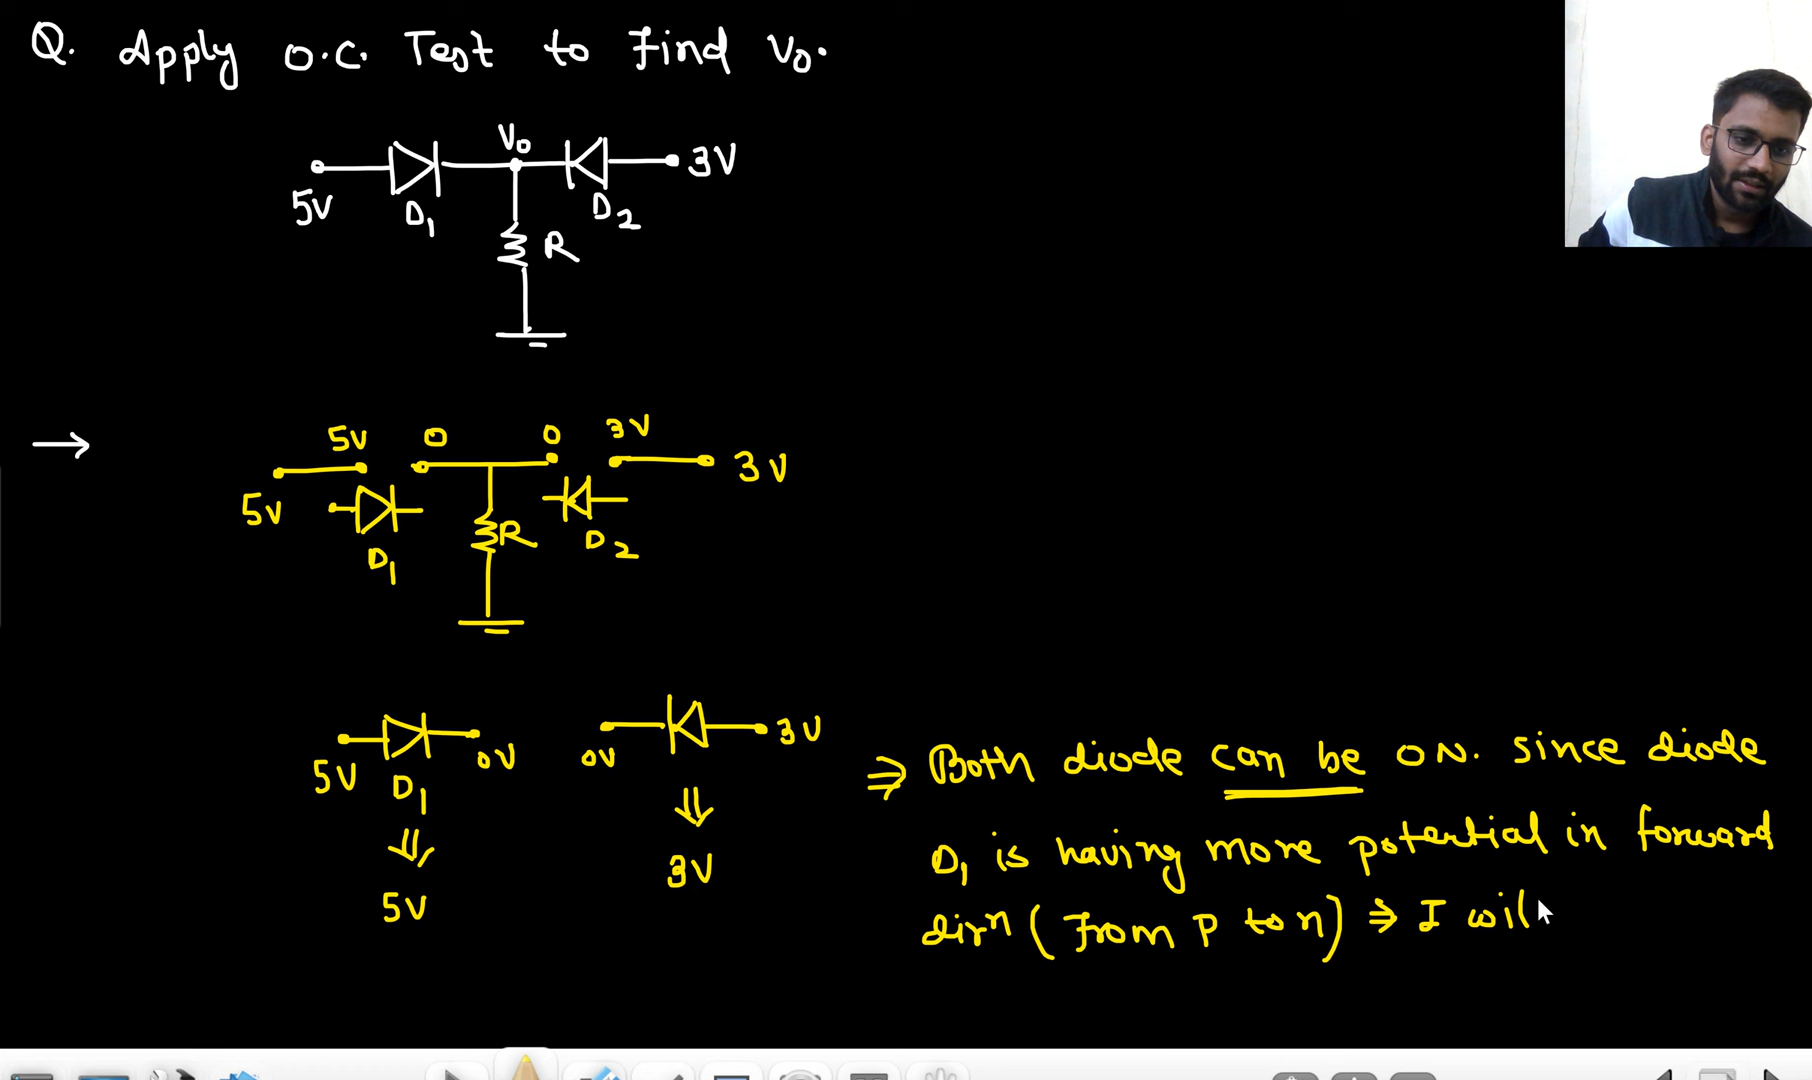 Q. Apply O.C. Test to find Vo.
Vo
5V D1 D2 3V
R
→ 5V 0 0 3V
5V 3V
D1 R D2
5V D1 0V 0V 3V
⇓ ⇓
5V 3V
⇒ Both diode can be ON. since diode
D1 is having more potential in forward
dirn (from P to n) ⇒ I wil